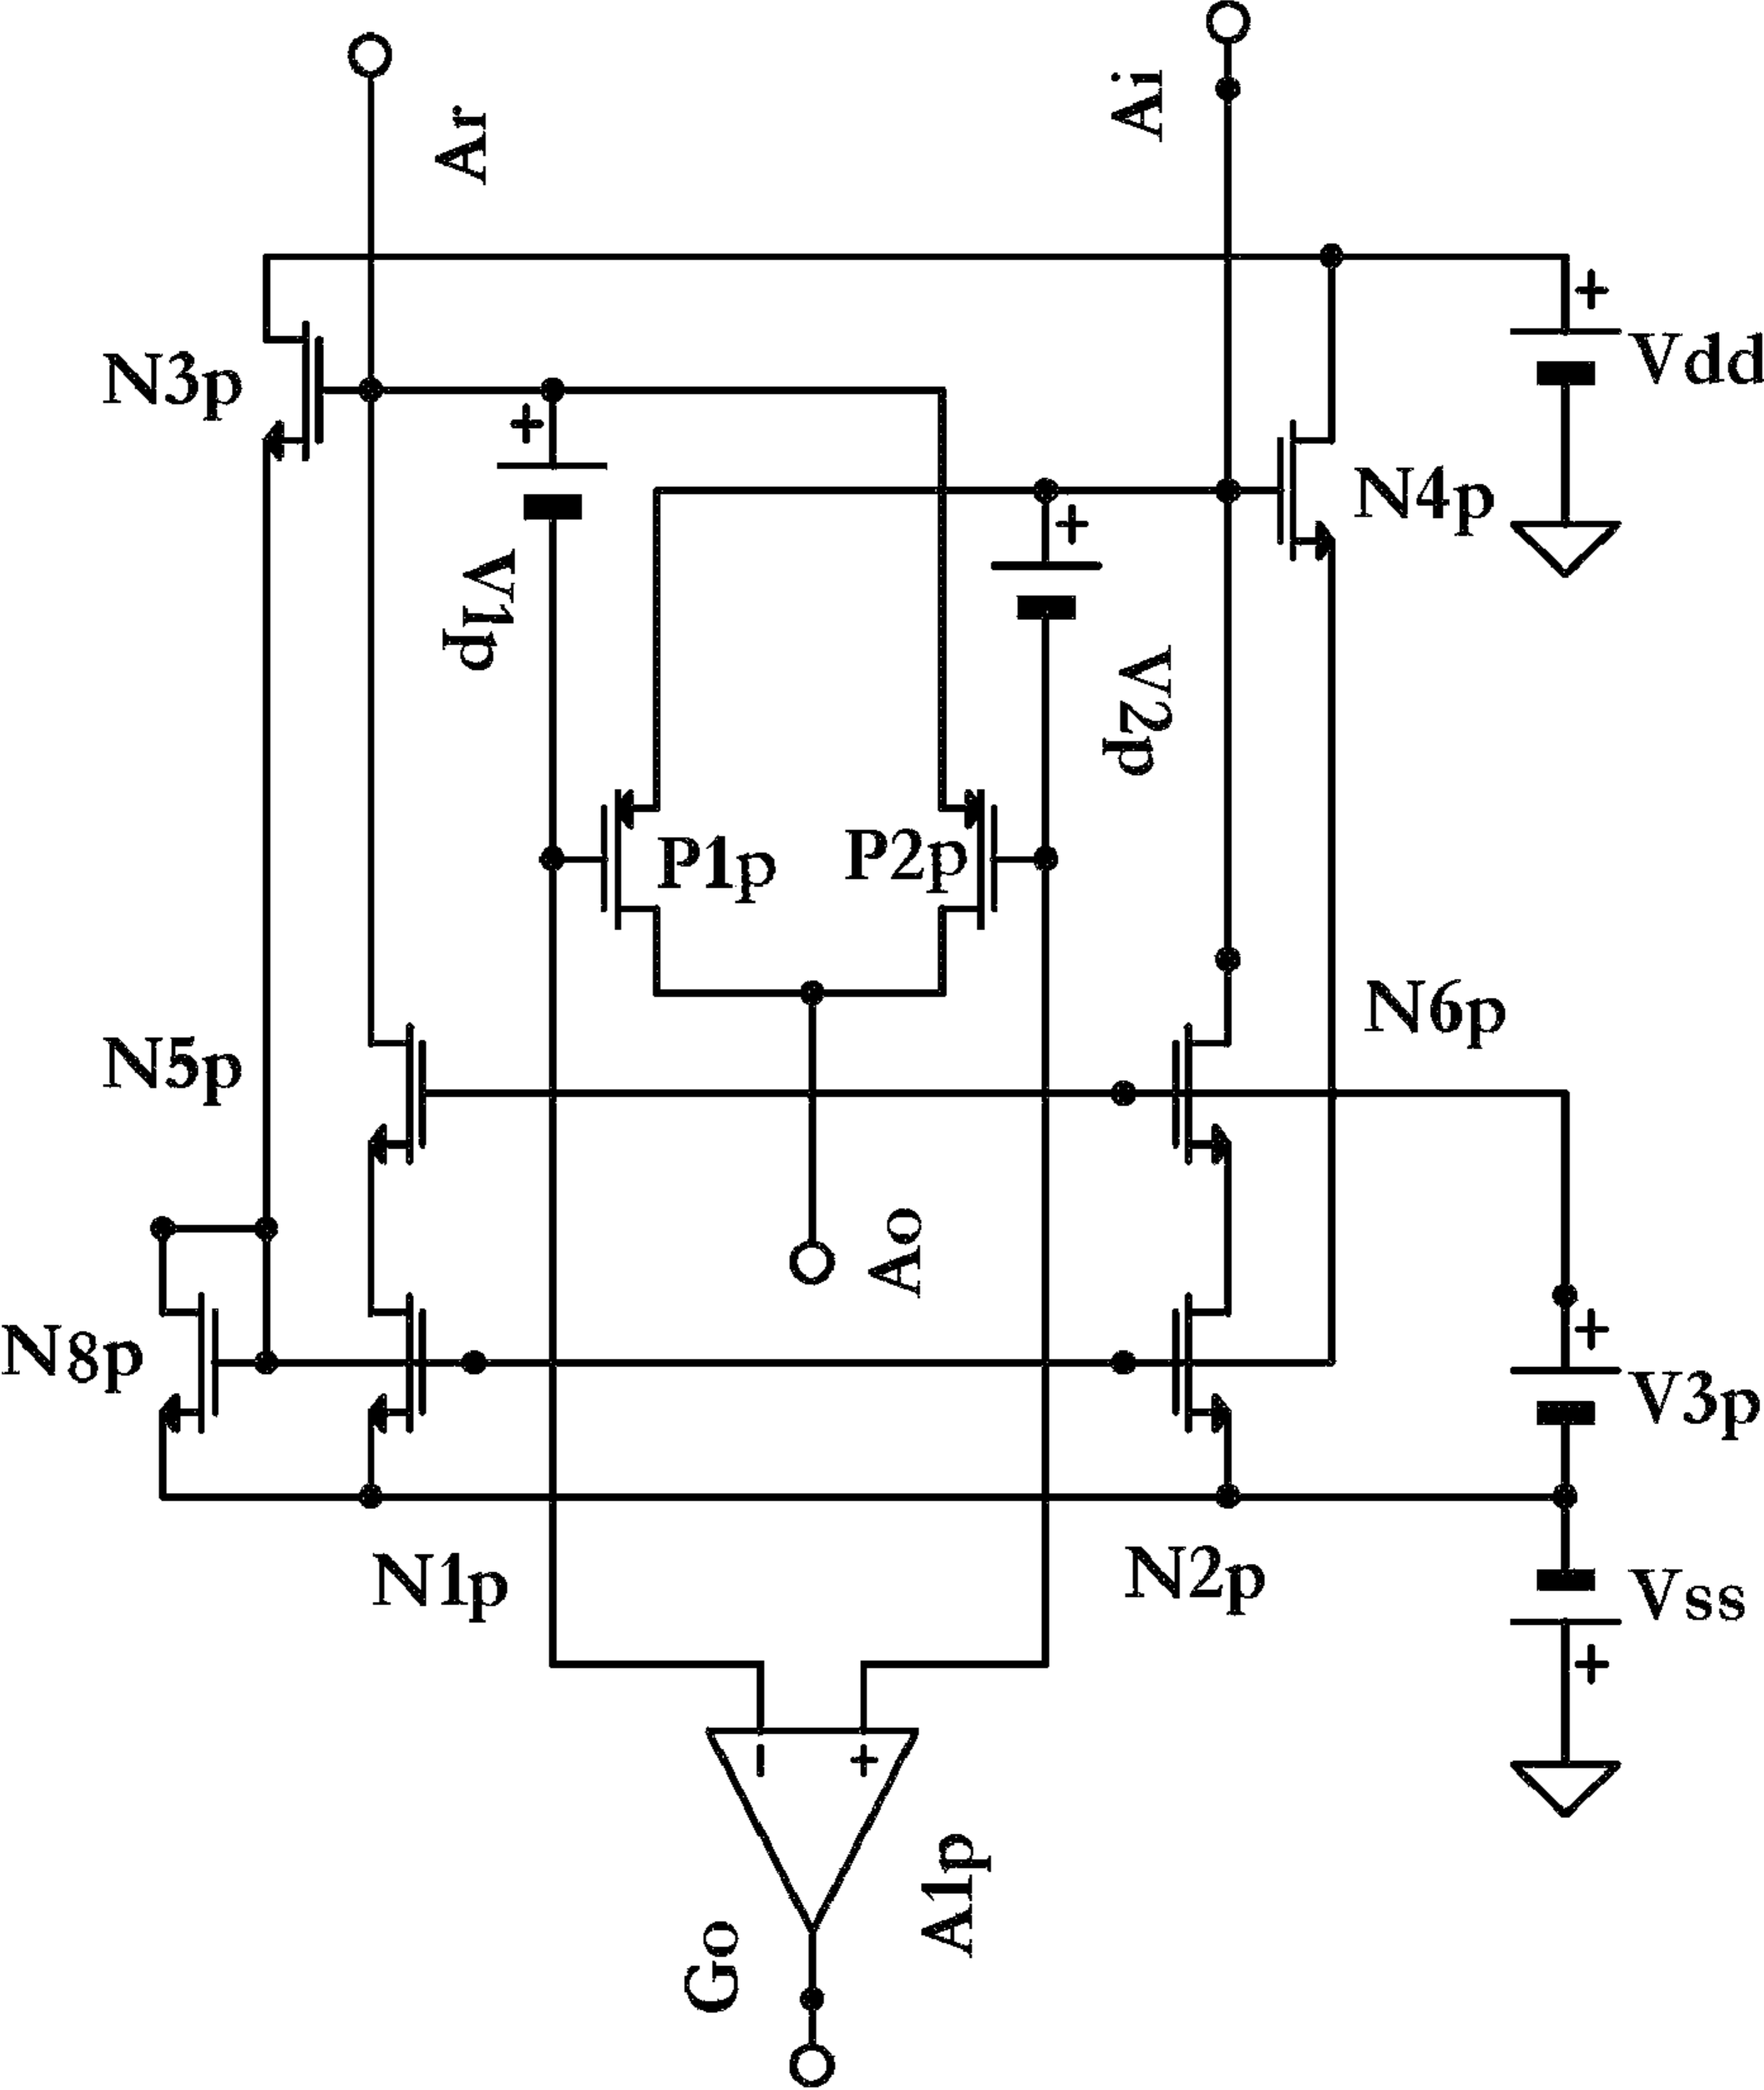 Ar
Ai
N3p
+
+
Vdd
N4p
+
V1p
V2p
P1p
P2p
N5p
N6p
Ao
N8p
+
V3p
N1p
N2p
Vss
+
- +
A1p
Go